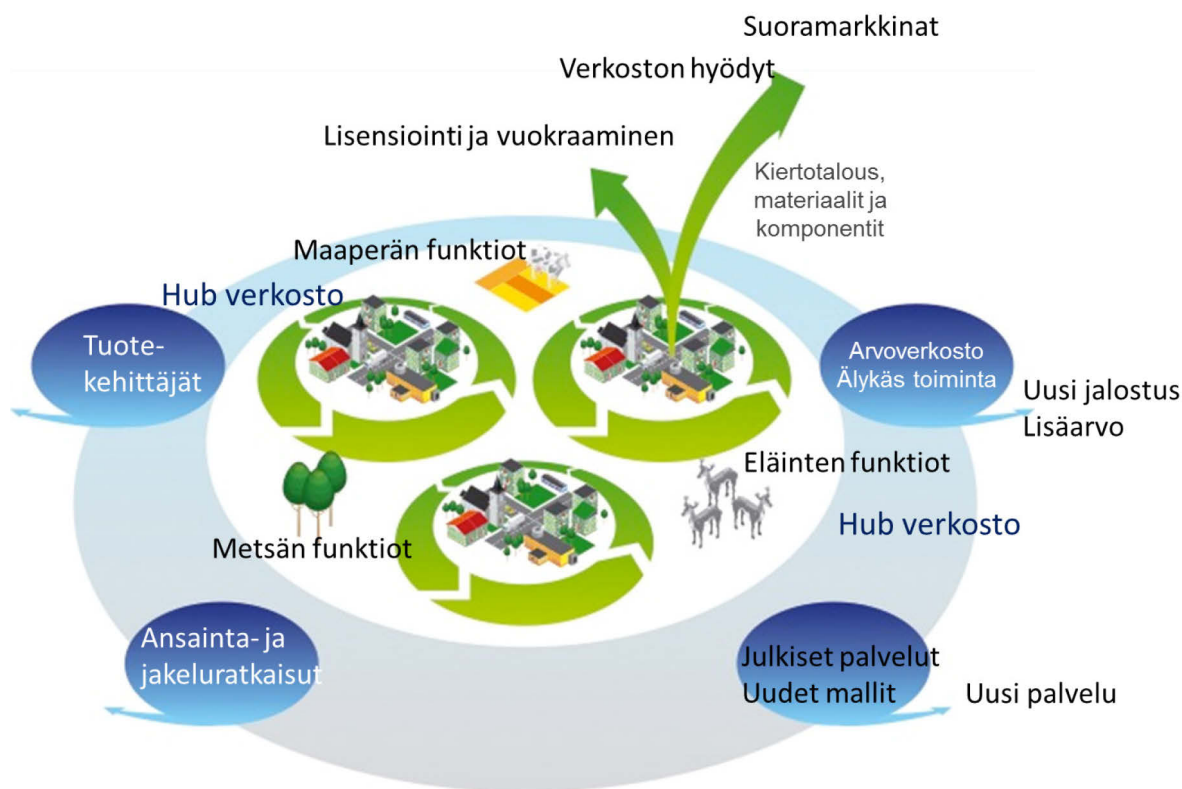 Suoramarkkinat
Verkoston hyödyt
Lisensiointi ja vuokraaminen
Kiertotalous,
materiaalit ja
komponentit
Maaperän funktiot
Hub verkosto
Tuote-
kehittäjät
Arvoverkosto
Älykäs toiminta
Uusi jalostus
Lisäarvo
Eläinten funktiot
Hub verkosto
Metsän funktiot
Ansainta- ja
jakeluratkaisut
Julkiset palvelut
Uudet mallit
Uusi palvelu